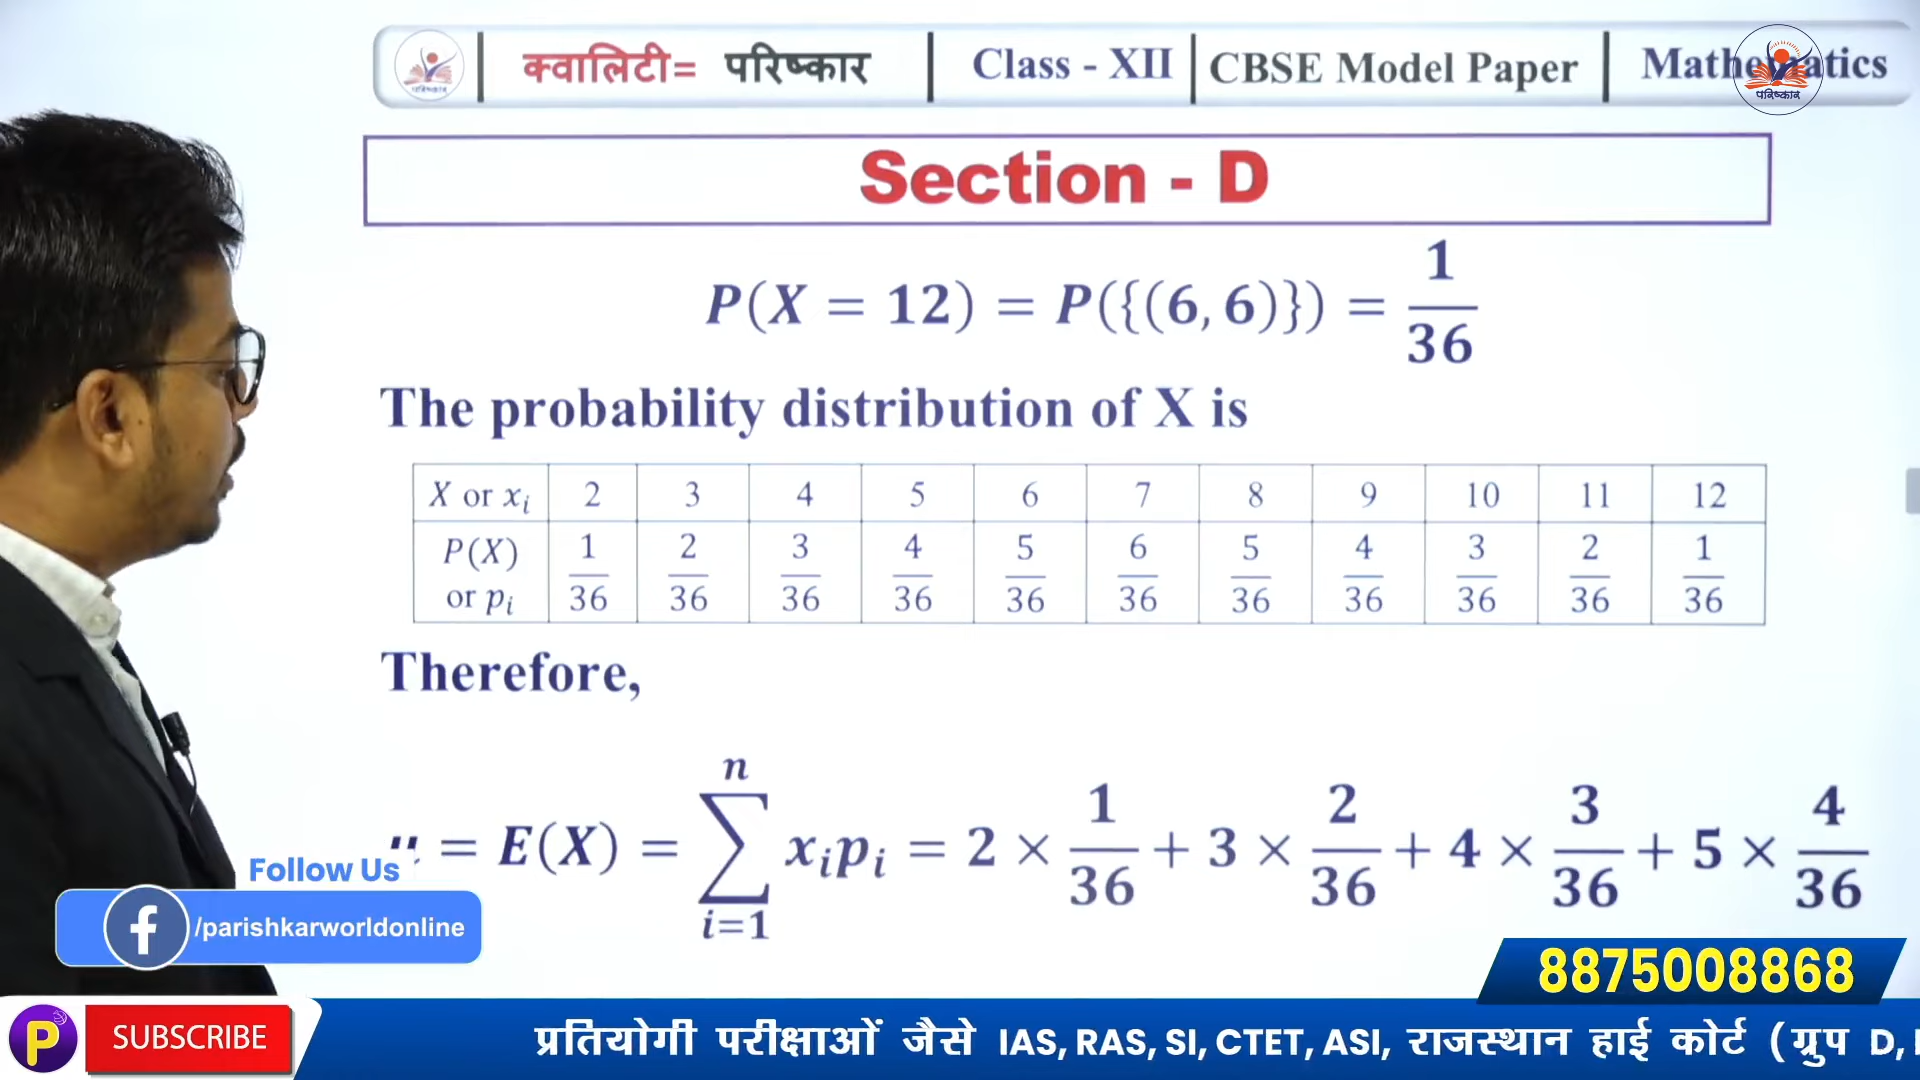 क्वालिटी= परिष्कार | Class - XII | CBSE Model Paper | Mathematics
परिष्कार
Section - D
P(X = 12) = P({(6, 6)}) = 1/36
The probability distribution of X is
X or xᵢ 2 3 4 5 6 7 8 9 10 11 12
P(X) or pᵢ 1/36 2/36 3/36 4/36 5/36 6/36 5/36 4/36 3/36 2/36 1/36
Therefore,
= E(X) = ∑ⁿᵢ₌₁ xᵢpᵢ = 2 × 1/36 + 3 × 2/36 + 4 × 3/36 + 5 × 4/36
Follow Us
f /parishkarworldonline
8875008868
P SUBSCRIBE
प्रतियोगी परीक्षाओं जैसे IAS, RAS, SI, CTET, ASI, राजस्थान हाई कोर्ट (ग्रुप D,